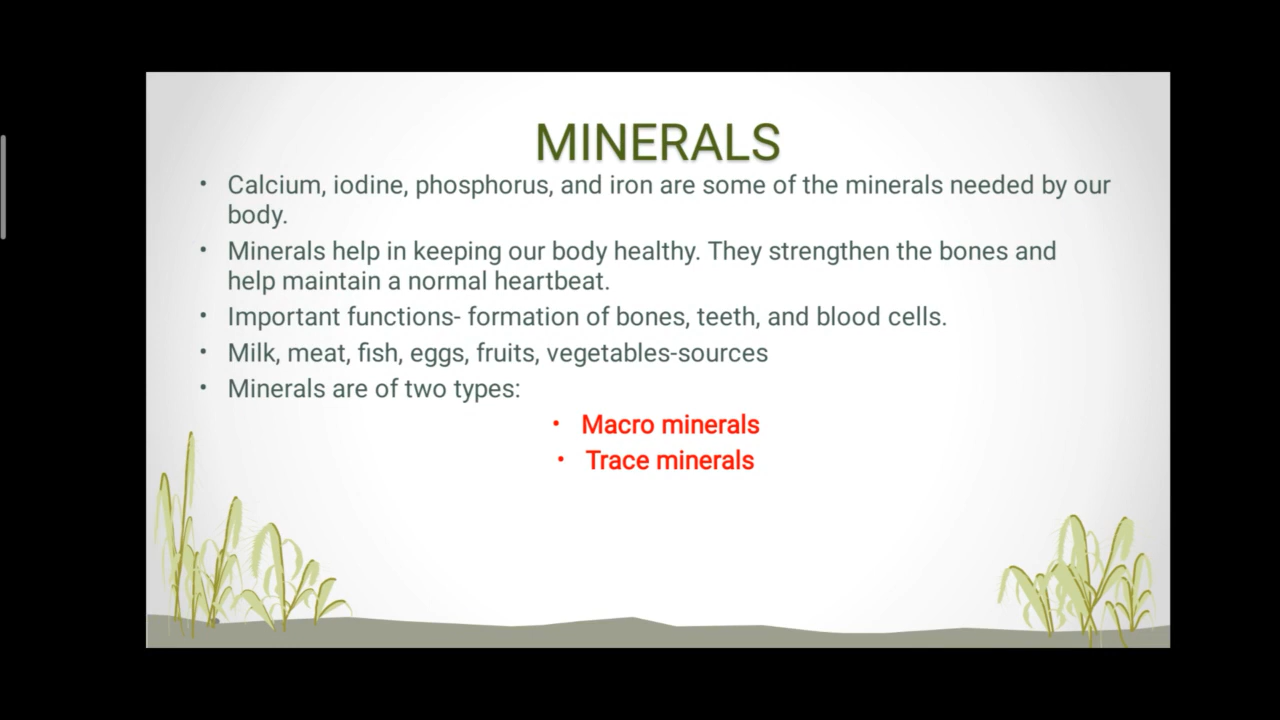 MINERALS
• Calcium, iodine, phosphorus, and iron are some of the minerals needed by our
body.
• Minerals help in keeping our body healthy. They strengthen the bones and
help maintain a normal heartbeat.
• Important functions- formation of bones, teeth, and blood cells.
• Milk, meat, fish, eggs, fruits, vegetables-sources
• Minerals are of two types:
• Macro minerals
• Trace minerals